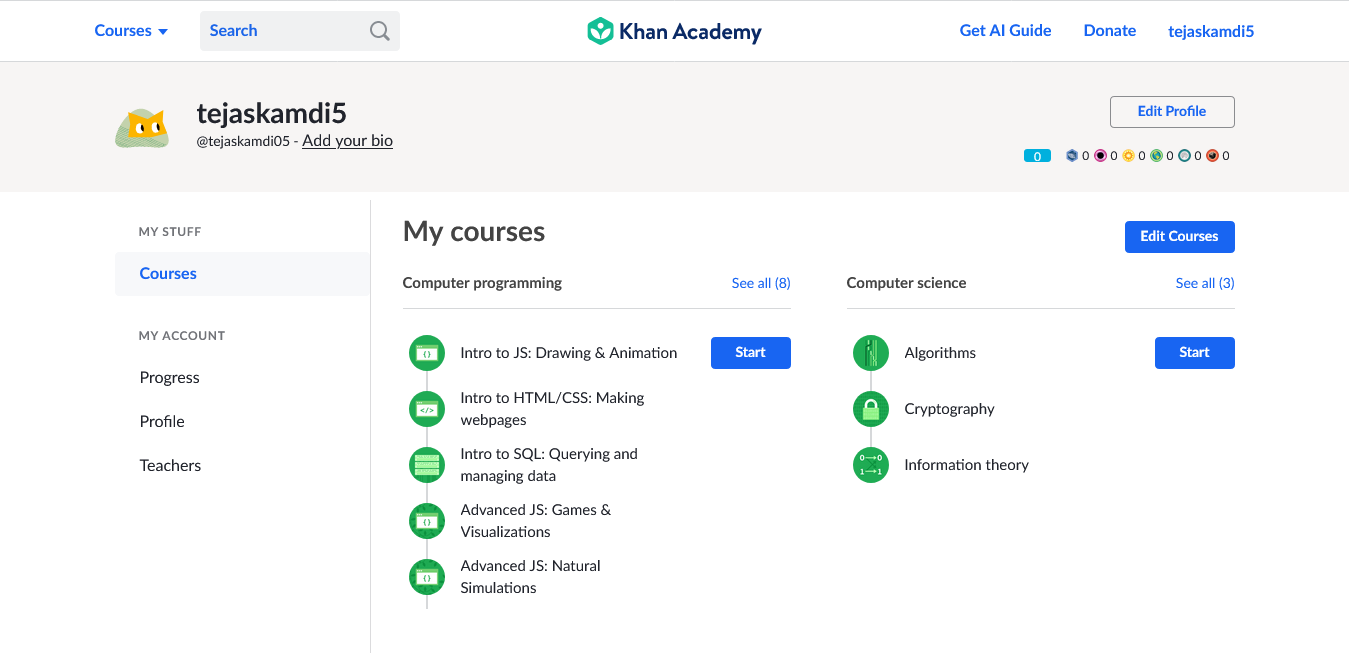 Courses
Search
Khan Academy
Get AI Guide
Donate
tejaskamdi5
tejaskamdi5
@tejaskamdi05 - Add your bio
Edit Profile
0 0 0 0 0 0 0
MY STUFF
Courses
MY ACCOUNT
Progress
Profile
Teachers
My courses
Edit Courses
Computer programming
See all (8)
Intro to JS: Drawing & Animation
Start
Intro to HTML/CSS: Making
webpages
Intro to SQL: Querying and
managing data
Advanced JS: Games &
Visualizations
Advanced JS: Natural
Simulations
Computer science
See all (3)
Algorithms
Start
Cryptography
0→0
1→1
Information theory